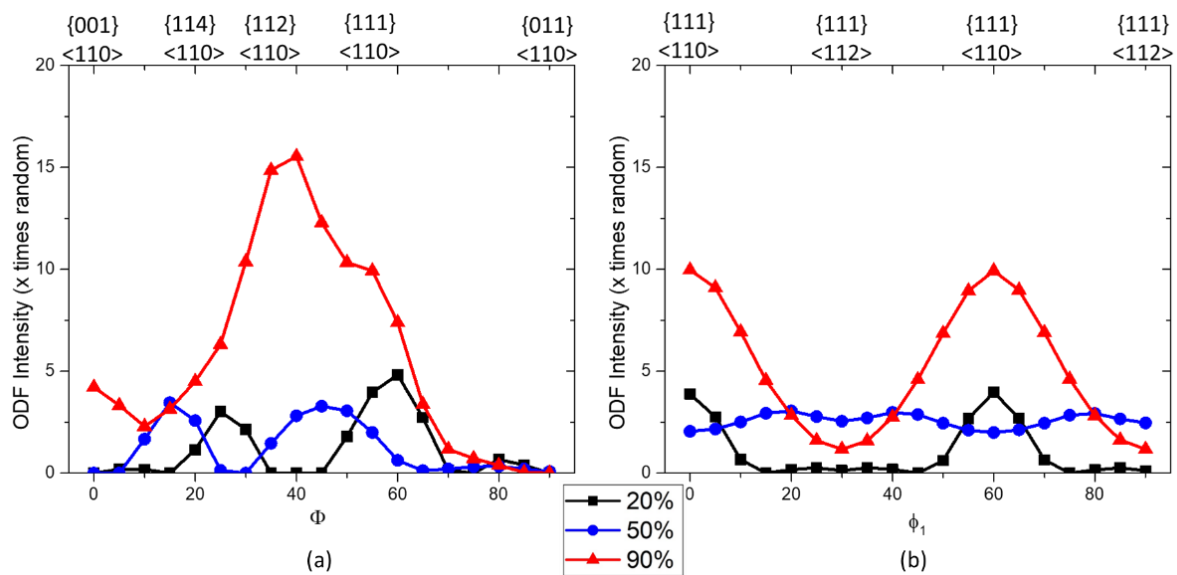 {001} {114} {112} {111} {011}
<110> <110> <110> <110> <110>
20
15
10
5
0
ODF Intensity (x times random)
0 20 40 60 80
Φ
(a)
{111} {111} {111} {111}
<110> <112> <110> <112>
20
15
10
5
0
ODF Intensity (x times random)
0 20 40 60 80
ϕ1
(b)
20%
50%
90%